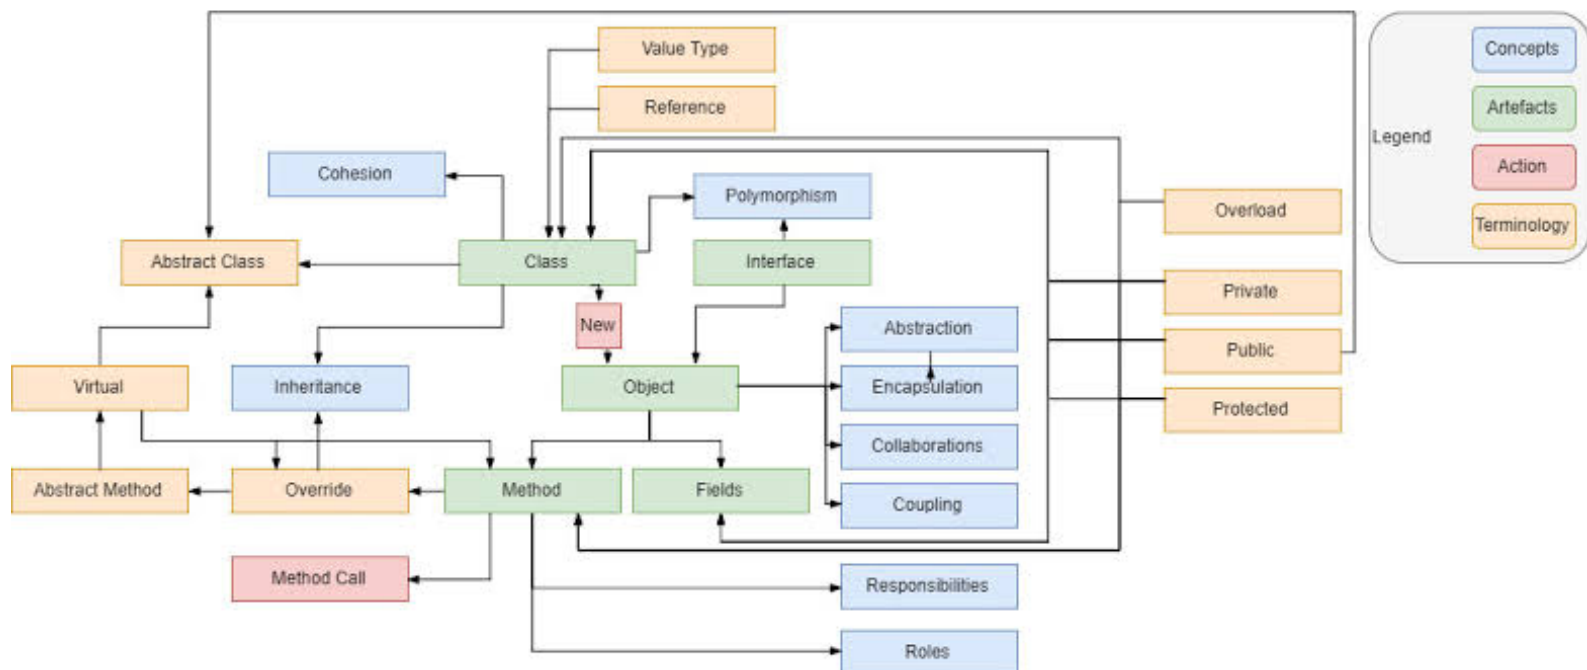 Value Type
Concepts
Reference
Artefacts
Legend
Cohesion
Action
Polymorphism
Overload
Terminology
Abstract Class
Class
Interface
Private
New
Abstraction
Public
Virtual
Inheritance
Object
Encapsulation
Protected
Collaborations
Abstract Method
Override
Method
Fields
Coupling
Method Call
Responsibilities
Roles